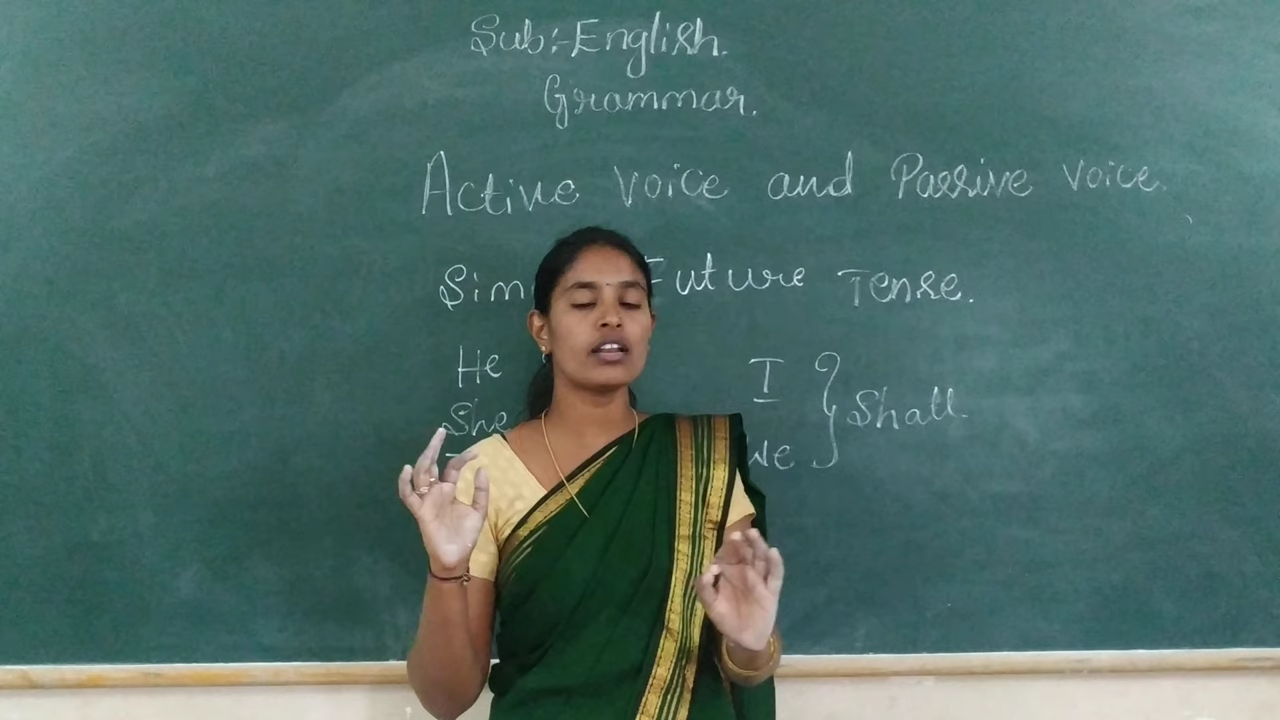 Sub:-English.
Grammar.
Active Voice and Passive Voice.
Future Tense.
He I
She We } Shall.